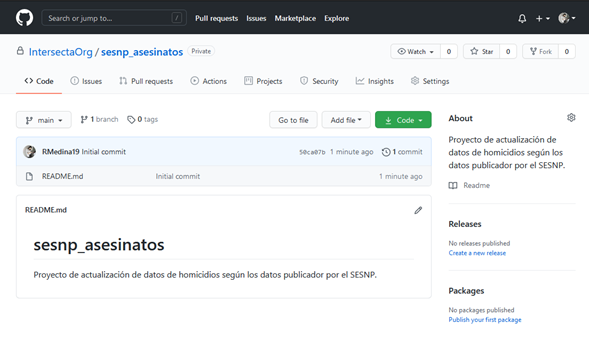 Search or jump to... /
Pull requests Issues Marketplace Explore
IntersectaOrg / sesnp_asesinatos Private
Watch 0 Star 0 Fork 0
Code Issues Pull requests Actions Projects Security Insights Settings
main 1 branch 0 tags Go to file Add file Code
RMedina19 Initial commit 50ca07b 1 minute ago 1 commit
README.md Initial commit 1 minute ago
README.md
sesnp_asesinatos
Proyecto de actualización de datos de homicidios según los datos publicador por el SESNP.
About
Proyecto de actualización de
datos de homicidios según los
datos publicador por el SESNP.
Readme
Releases
No releases published
Create a new release
Packages
No packages published
Publish your first package